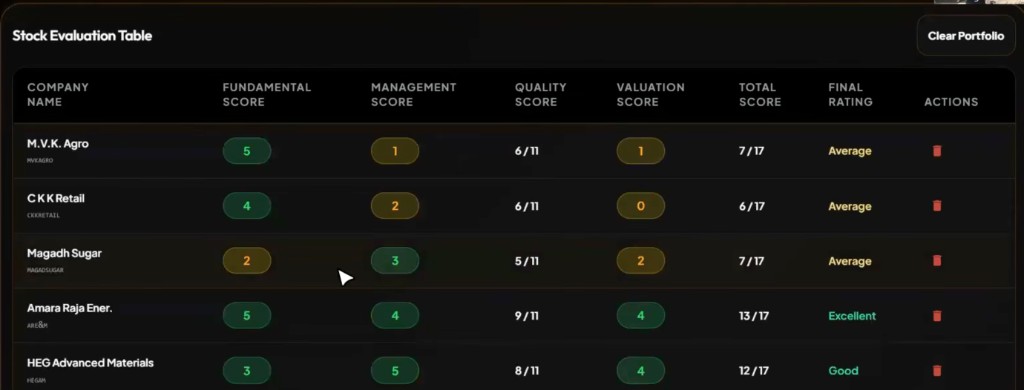 Stock Evaluation Table
Clear Portfolio
COMPANY NAME FUNDAMENTAL SCORE MANAGEMENT SCORE QUALITY SCORE VALUATION SCORE TOTAL SCORE FINAL RATING ACTIONS
M.V.K. Agro 5 1 6/11 1 7/17 Average
MVKAGRO
C K K Retail 4 2 6/11 0 6/17 Average
CKKRETAIL
Magadh Sugar 2 3 5/11 2 7/17 Average
MAGADSUGAR
Amara Raja Ener. 5 4 9/11 4 13/17 Excellent
ARE&M
HEG Advanced Materials 3 5 8/11 4 12/17 Good
HEGAM